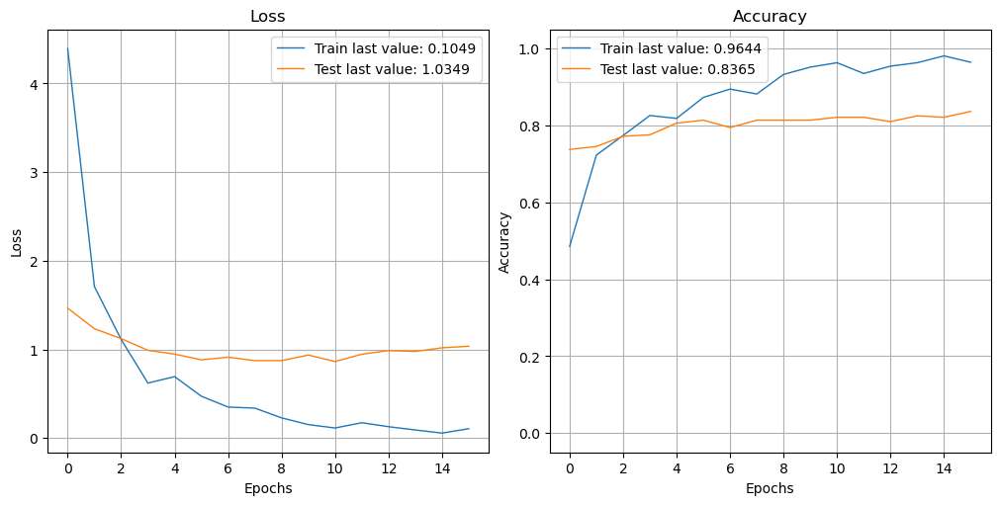 Loss
Train last value: 0.1049
Test last value: 1.0349
4
3
2
1
0
Loss
0 2 4 6 8 10 12 14
Epochs
Accuracy
Train last value: 0.9644
Test last value: 0.8365
1.0
0.8
0.6
0.4
0.2
0.0
Accuracy
0 2 4 6 8 10 12 14
Epochs